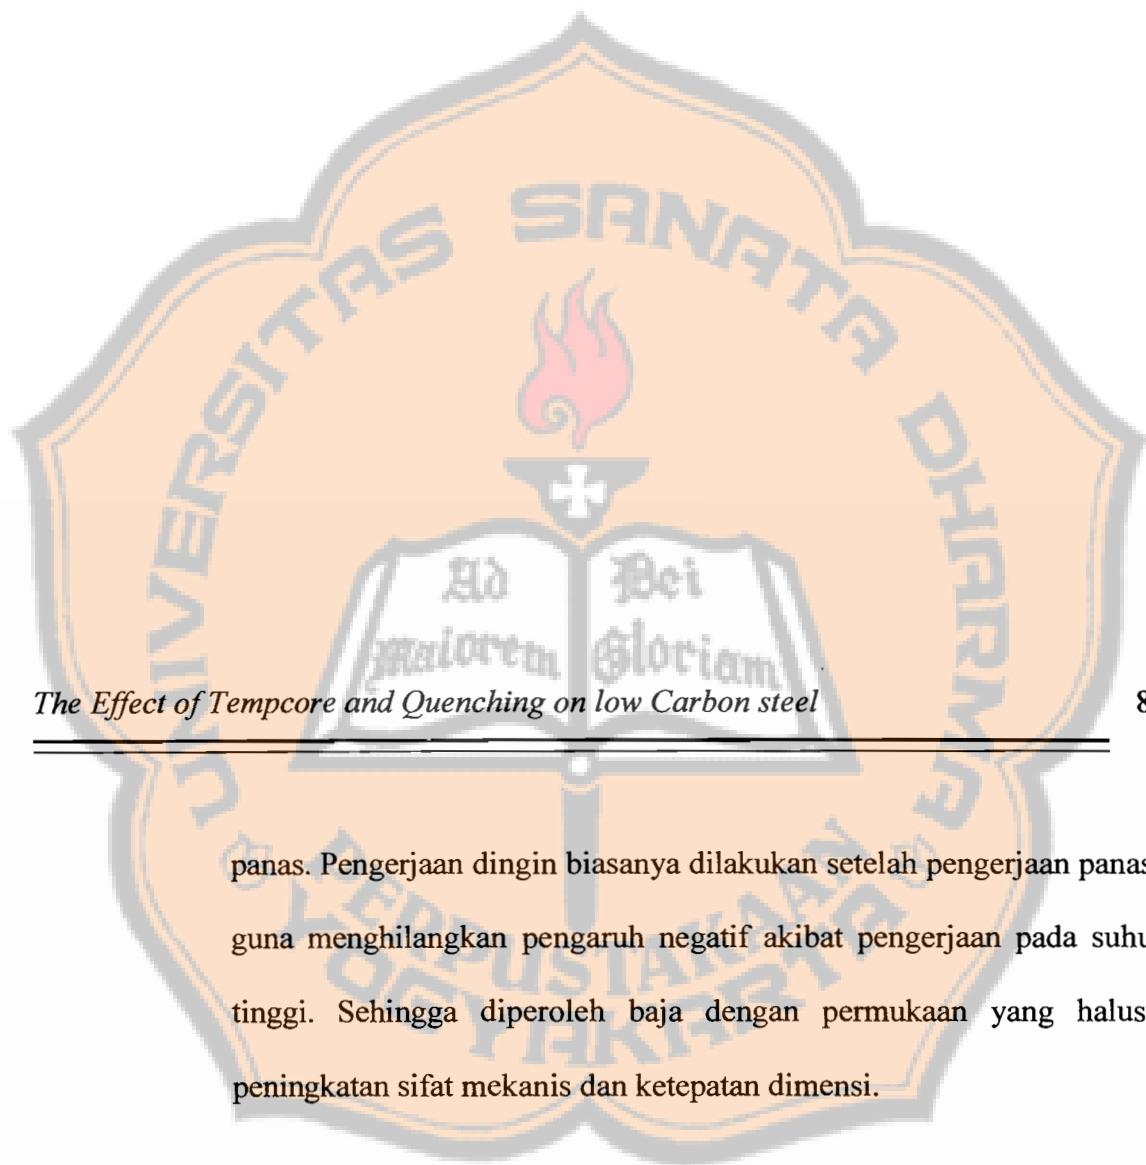 UNIVERSITAS SANATA DHARMA
Ad Dei
maiorem Gloriam
The Effect of Tempcore and Quenching on low Carbon steel 8
panas. Pengerjaan dingin biasanya dilakukan setelah pengerjaan panas
guna menghilangkan pengaruh negatif akibat pengerjaan pada suhu
tinggi. Sehingga diperoleh baja dengan permukaan yang halus
peningkatan sifat mekanis dan ketepatan dimensi.
PERPUSTAKAAN
YOGYAKARTA